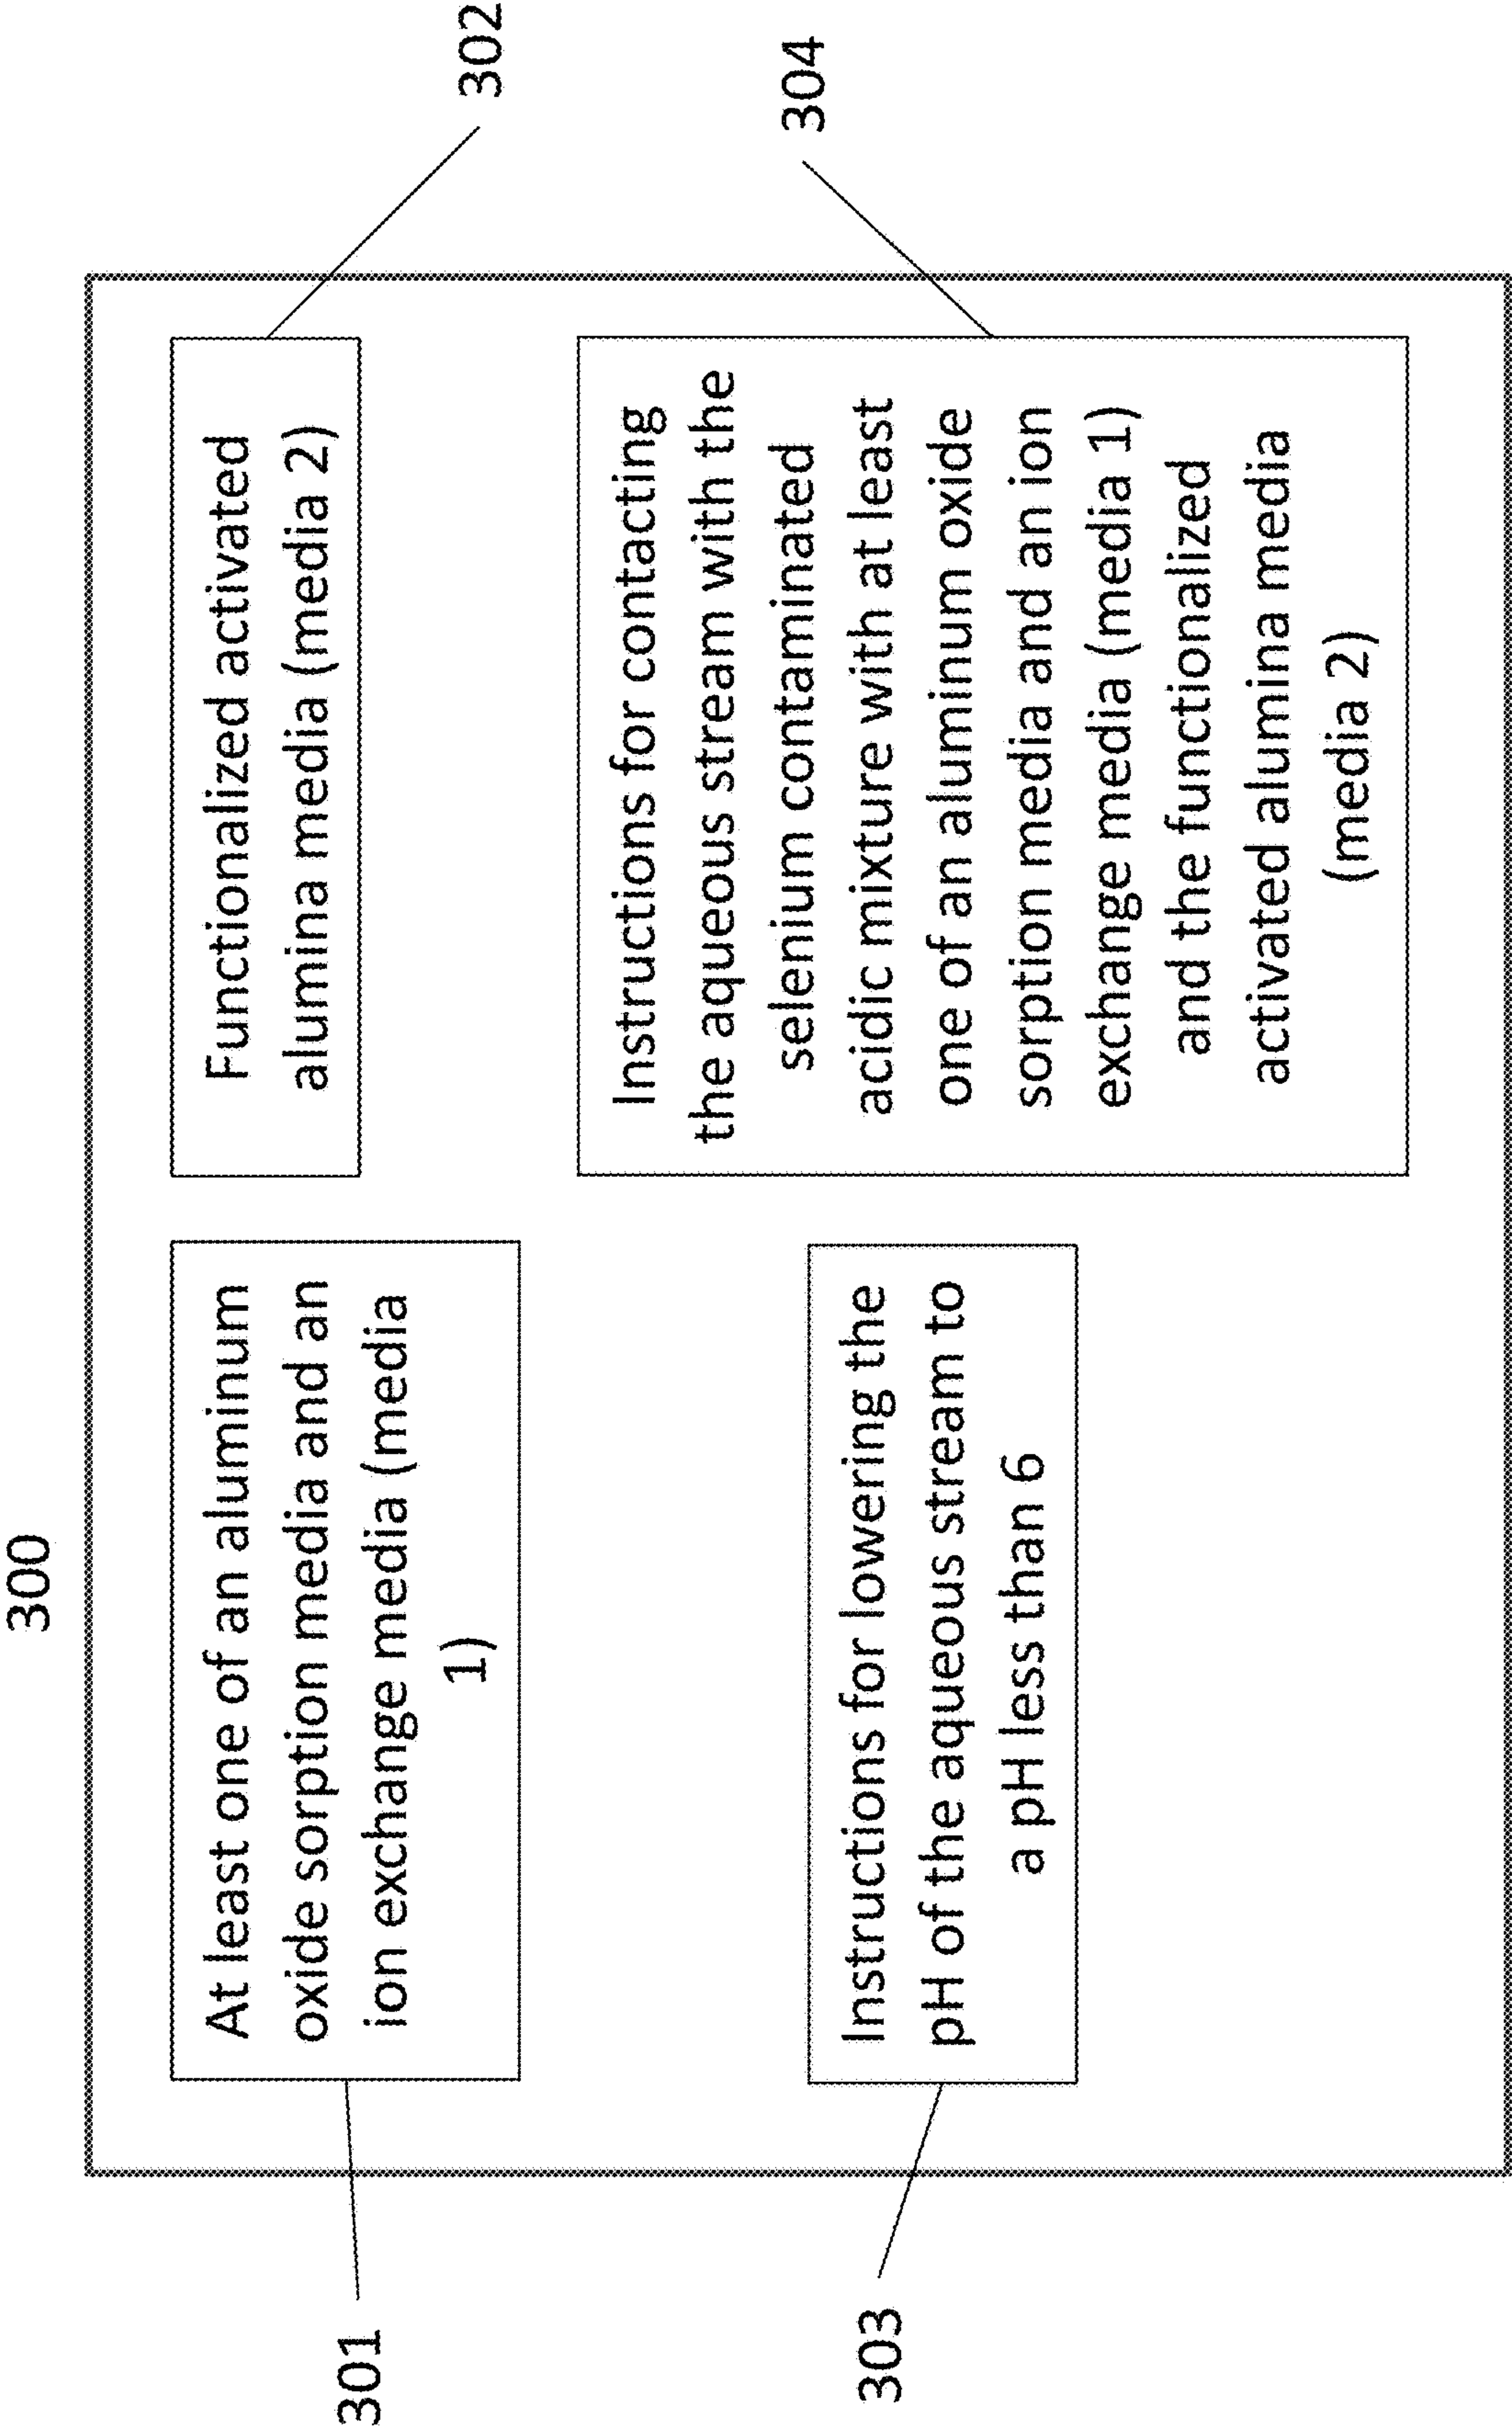 300
301
At least one of an aluminum
oxide sorption media and an
ion exchange media (media
1)
Functionalized activated
alumina media (media 2)
302
303
Instructions for lowering the
pH of the aqueous stream to
a pH less than 6
Instructions for contacting
the aqueous stream with the
selenium contaminated
acidic mixture with at least
one of an aluminum oxide
sorption media and an ion
exchange media (media 1)
and the functionalized
activated alumina media
(media 2)
304